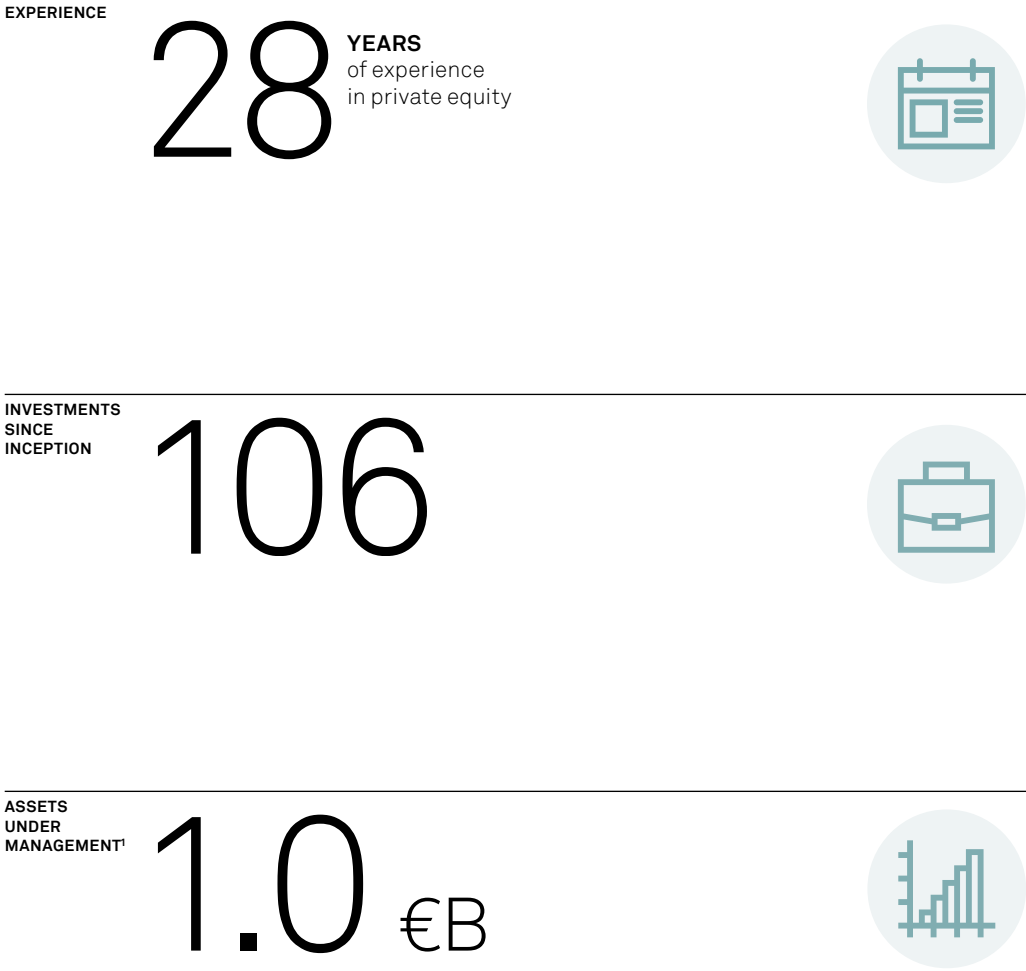 EXPERIENCE
28
YEARS
of experience
in private equity
INVESTMENTS
SINCE
INCEPTION
106
ASSETS
UNDER
MANAGEMENT¹
1.0 €B